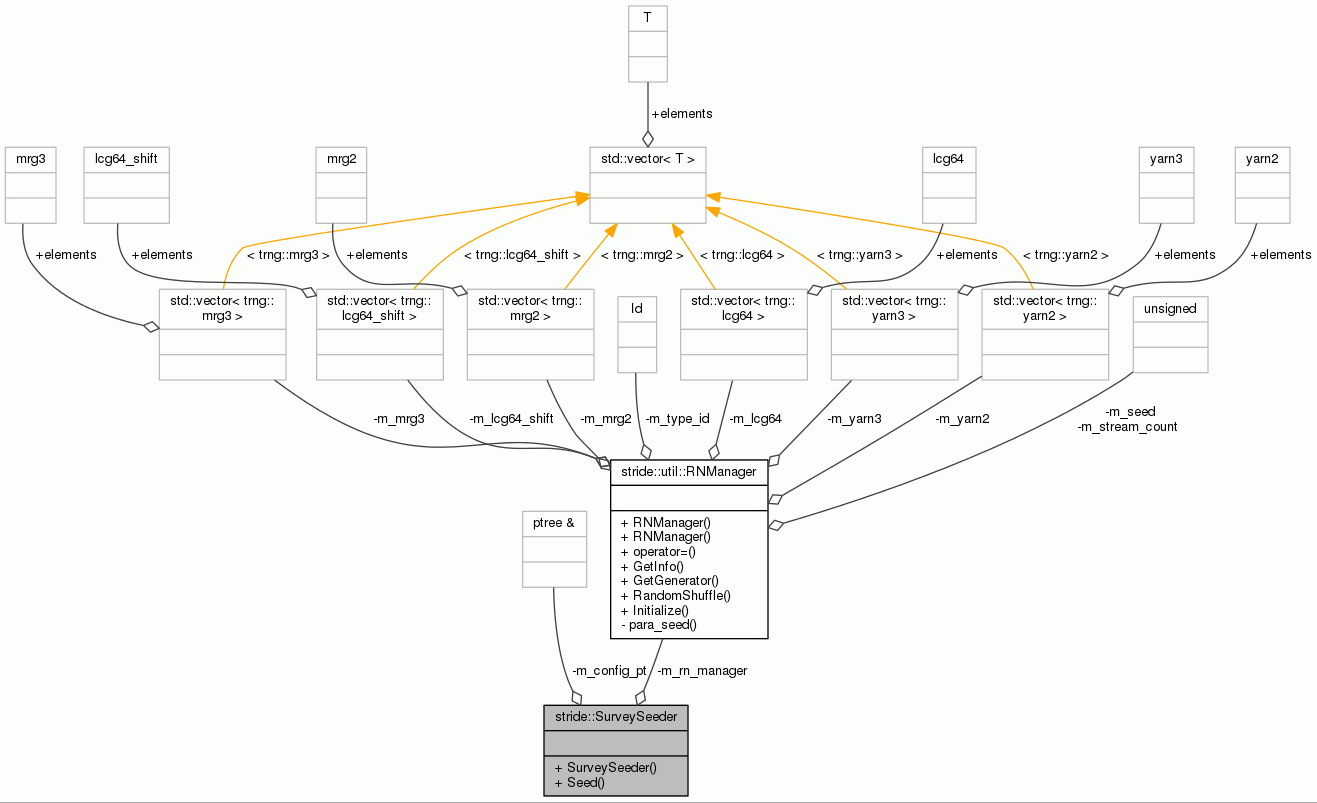 T
+elements
mrg3
lcg64_shift
mrg2
std::vector< T >
lcg64
yarn3
yarn2
+elements
+elements
+elements
+elements
+elements
+elements
< trng::mrg3 >
< trng::lcg64_shift >
< trng::mrg2 >
< trng::lcg64 >
< trng::yarn3 >
< trng::yarn2 >
std::vector< trng::
mrg3 >
std::vector< trng::
lcg64_shift >
std::vector< trng::
mrg2 >
Id
std::vector< trng::
lcg64 >
std::vector< trng::
yarn3 >
std::vector< trng::
yarn2 >
unsigned
-m_mrg3
-m_lcg64_shift
-m_mrg2
-m_type_id
-m_lcg64
-m_yarn3
-m_yarn2
-m_seed
-m_stream_count
stride::util::RNManager
+ RNManager()
+ RNManager()
+ operator=()
+ GetInfo()
+ GetGenerator()
+ RandomShuffle()
+ Initialize()
- para_seed()
ptree &
-m_config_pt
-m_rn_manager
stride::SurveySeeder
+ SurveySeeder()
+ Seed()